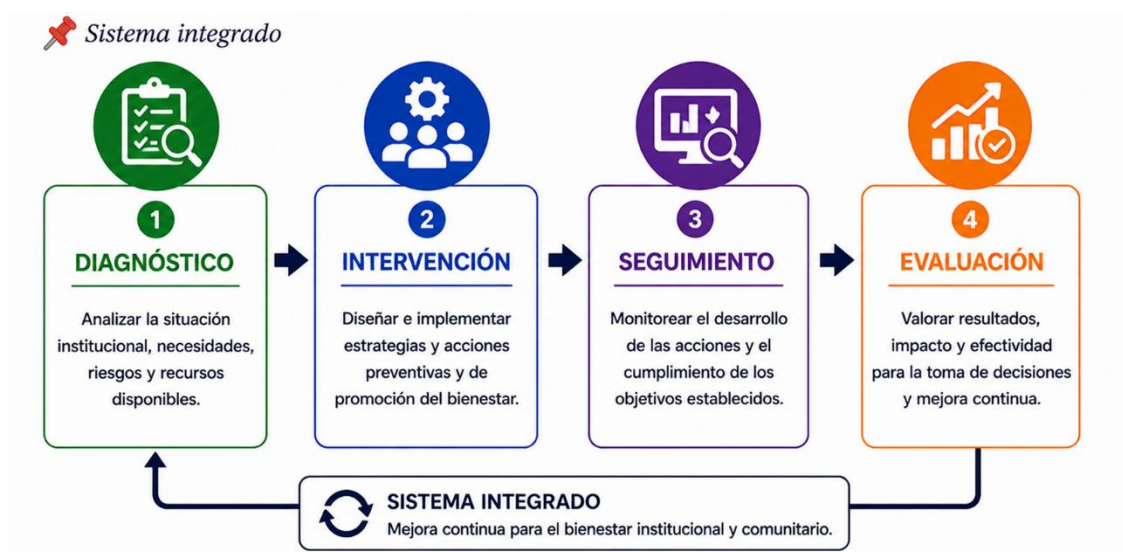 Sistema integrado
1
DIAGNÓSTICO
Analizar la situación
institucional, necesidades,
riesgos y recursos
disponibles.
2
INTERVENCIÓN
Diseñar e implementar
estrategias y acciones
preventivas y de
promoción del bienestar.
3
SEGUIMIENTO
Monitorear el desarrollo
de las acciones y el
cumplimiento de los
objetivos establecidos.
4
EVALUACIÓN
Valorar resultados,
impacto y efectividad
para la toma de decisiones
y mejora continua.
SISTEMA INTEGRADO
Mejora continua para el bienestar institucional y comunitario.